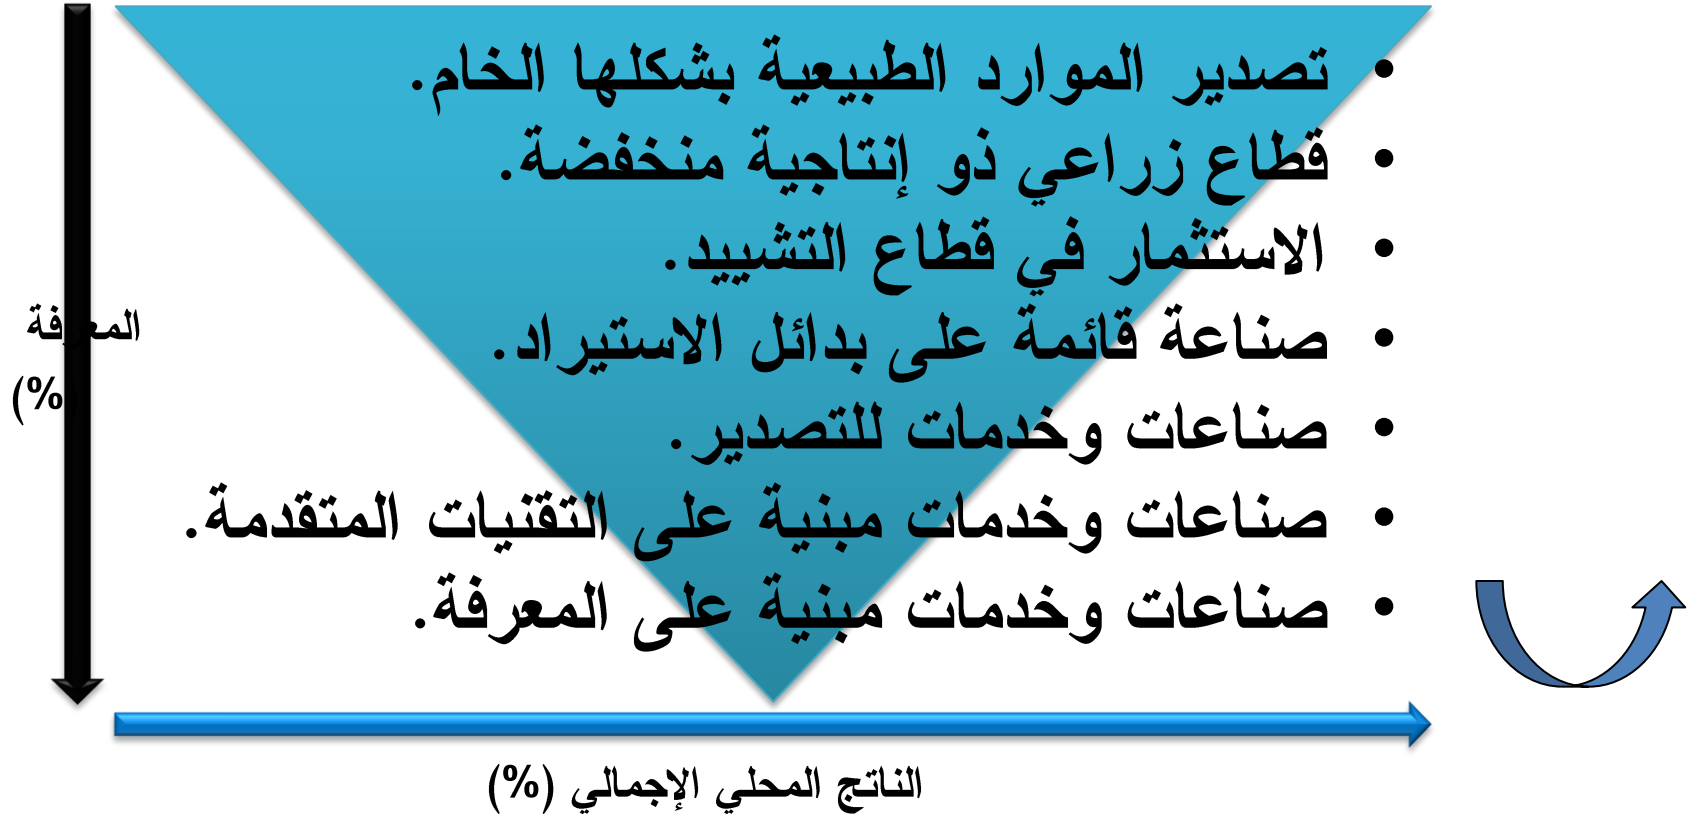 • تصدير الموارد الطبيعية بشكلها الخام.
• قطاع زراعي ذو إنتاجية منخفضة.
• الاستثمار في قطاع التشييد.
• صناعة قائمة على بدائل الاستيراد.
• صناعات وخدمات للتصدير.
• صناعات وخدمات مبنية على التقنيات المتقدمة.
• صناعات وخدمات مبنية على المعرفة.
المعرفة
(%)
الناتج المحلي الإجمالي (%)